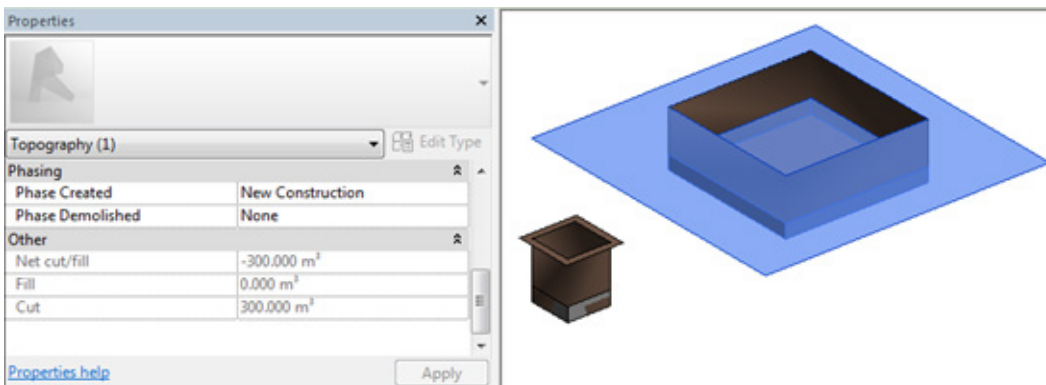 Properties
Topography (1)
Edit Type
Phasing
Phase Created New Construction
Phase Demolished None
Other
Net cut/fill -300.000 m³
Fill 0.000 m³
Cut 300.000 m³
Properties help
Apply